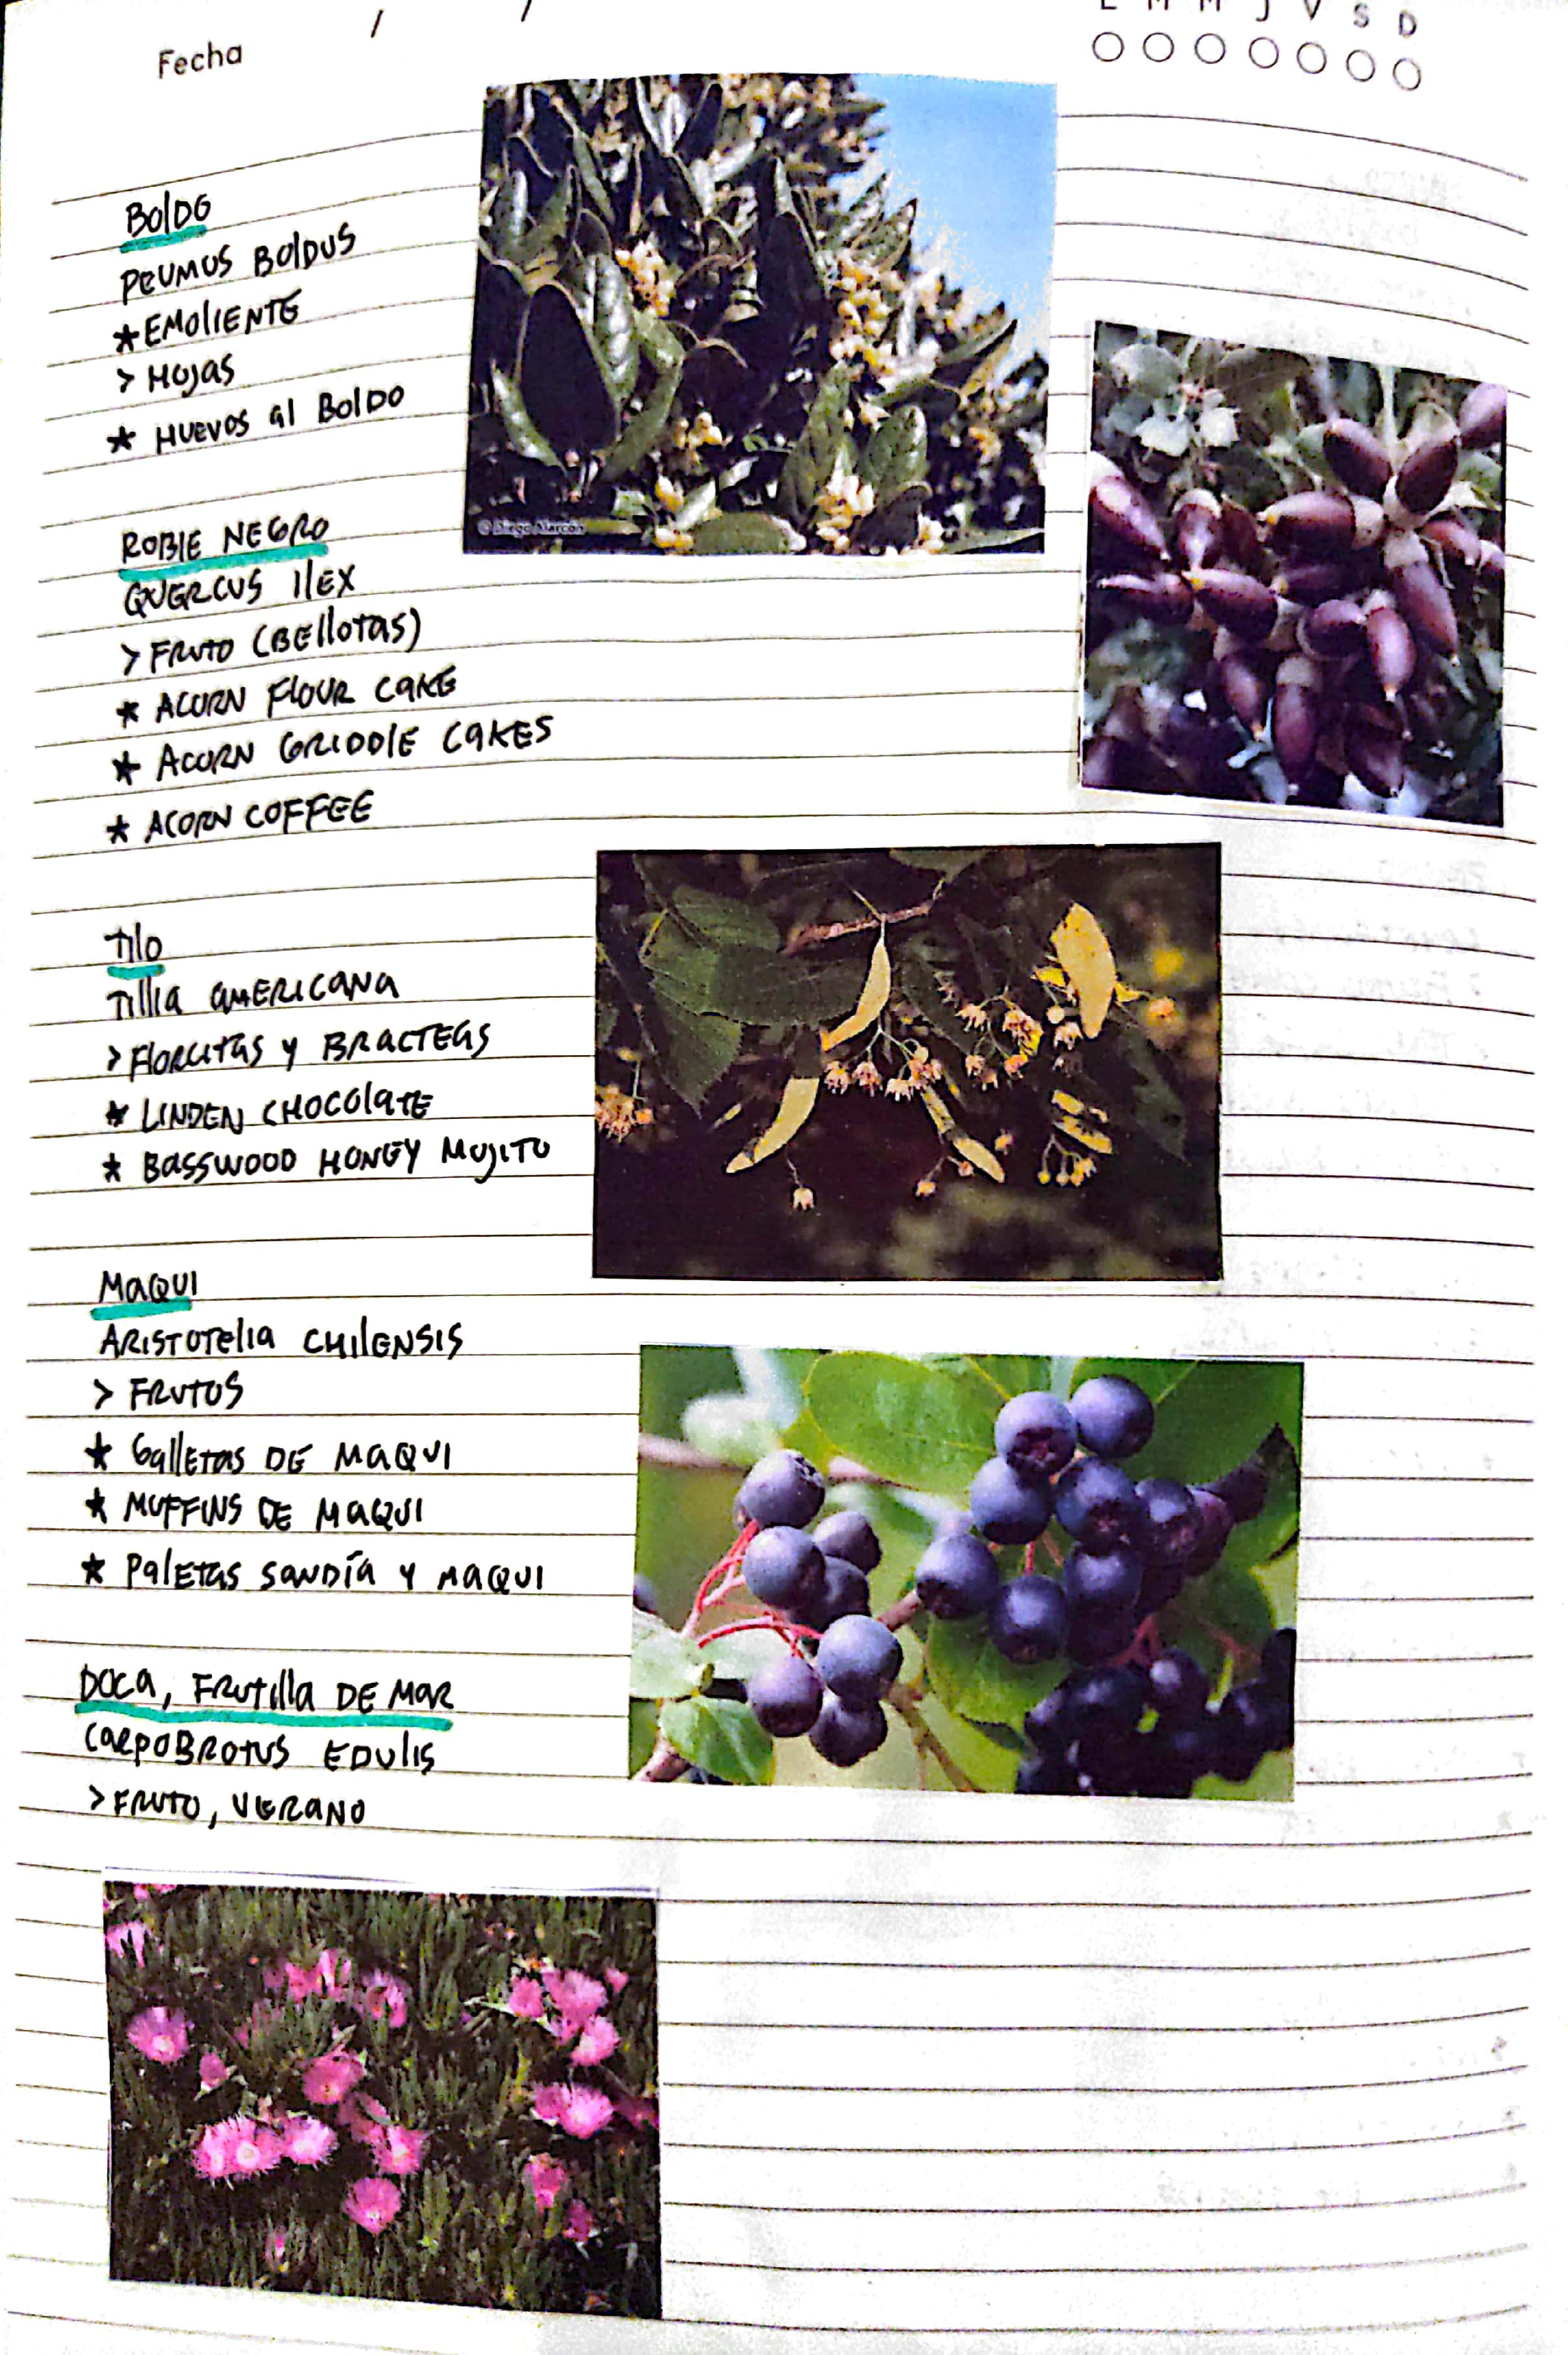 Fecha / /
L M M J V S D
BOLDO
PEUMUS BOLDUS
* EMOLIENTE
> HOJAS
* HUEVOS al BOLDO
© Diego Alarcón
ROBLE NEGRO
QUERCUS ILEX
> FRUTO (BEllOTAS)
* ACORN FLOUR CAKE
* ACORN GRIDDLE CAKES
* ACORN COFFEE
TILO
TILLIA AMERICANA
> FLORCITAS Y BRACTEAS
* LINDEN CHOCOLATE
* BASSWOOD HONEY MOJITO
MAQUI
ARISTOTELIA CHILENSIS
> FRUTOS
* GALLETAS DE MAQUI
* MUFFINS DE MAQUI
* PALETAS SANDÍA Y MAQUI
DOCA, FRUTILLA DE MAR
CARPOBROTUS EDULIS
> FRUTO, VERANO